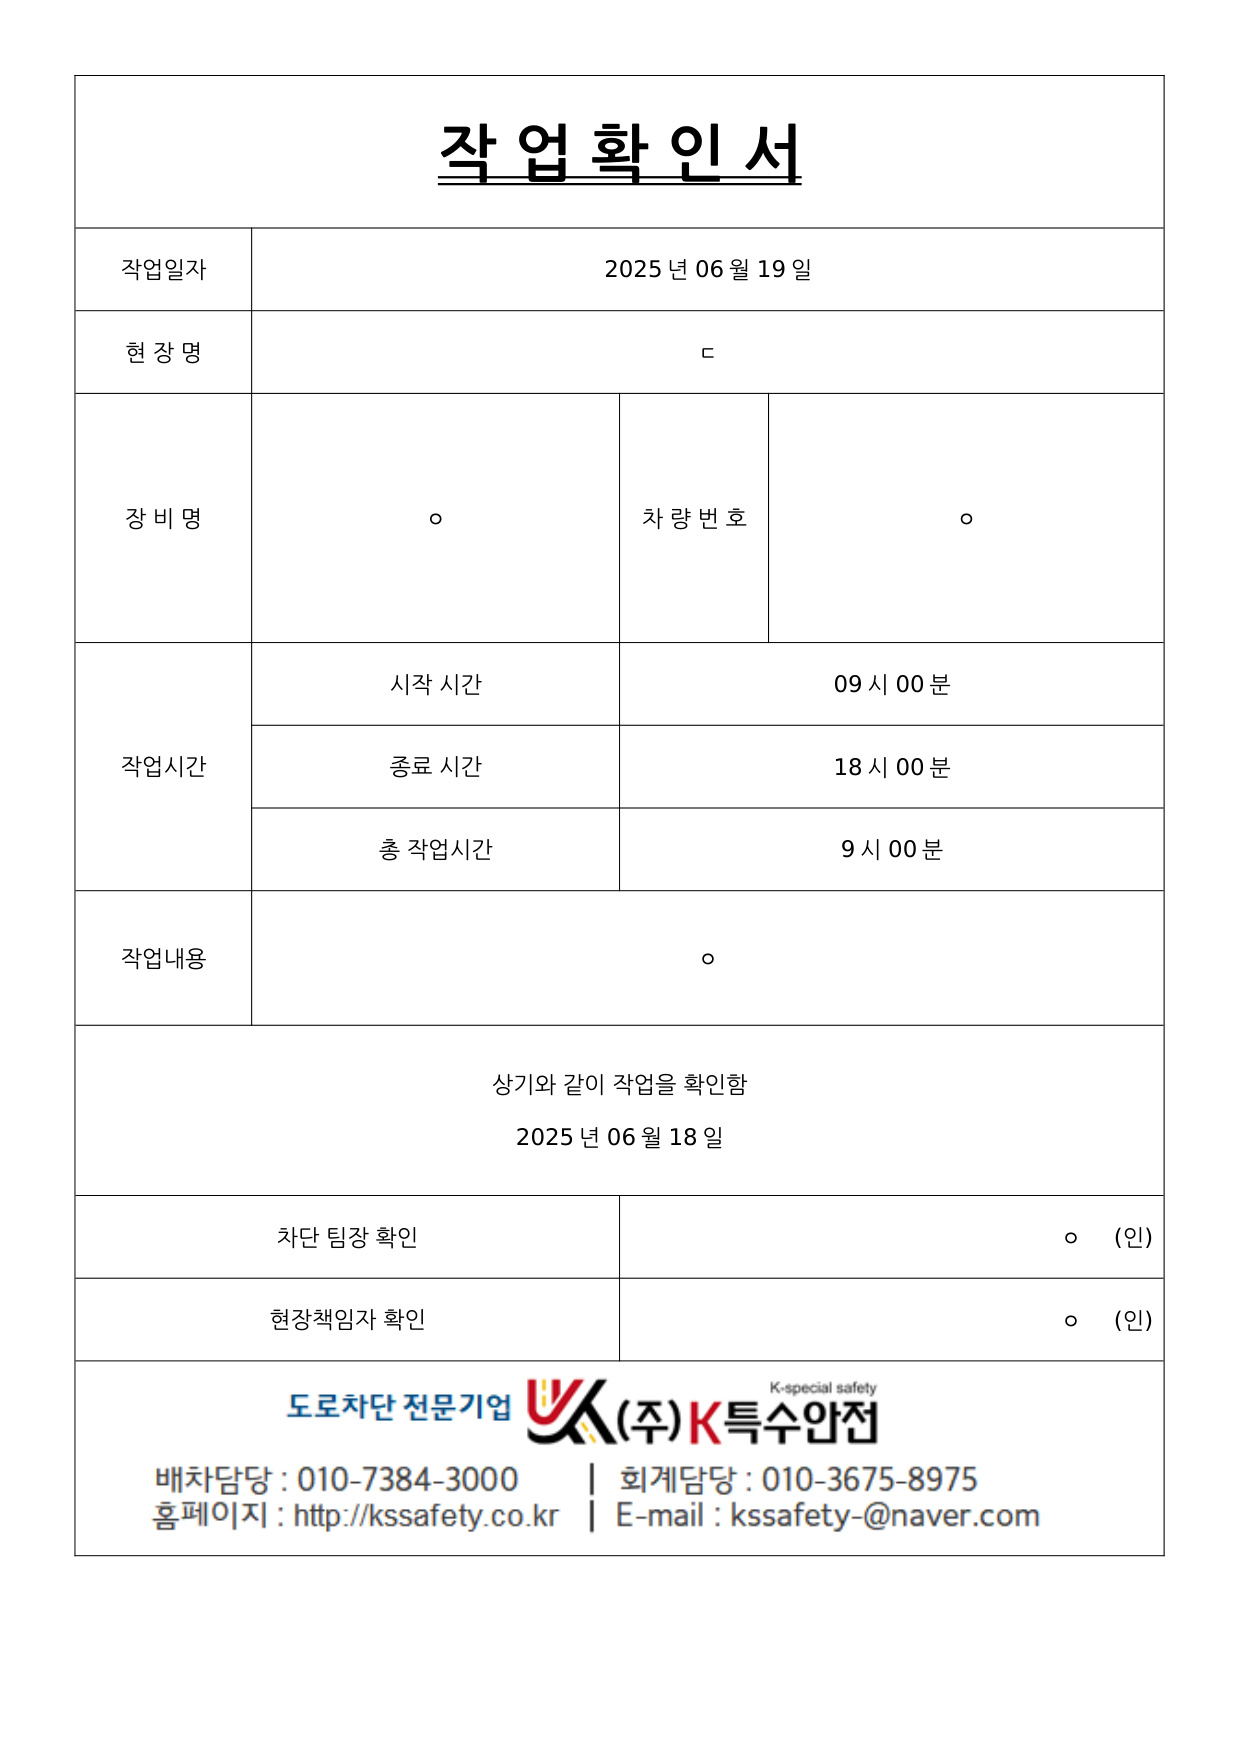 작 업 확 인 서
작업일자 2025 년 06 월 19 일
현 장 명 ㄷ
장 비 명 ㅇ 차 량 번 호 ㅇ
작업시간
시작 시간 09 시 00 분
종료 시간 18 시 00 분
총 작업시간 9 시 00 분
작업내용 ㅇ
상기와 같이 작업을 확인함
2025 년 06 월 18 일
차단 팀장 확인 ㅇ (인)
현장책임자 확인 ㅇ (인)
K-special safety
도로차단 전문기업 (주)K특수안전
배차담당 : 010-7384-3000 | 회계담당 : 010-3675-8975
홈페이지 : http://kssafety.co.kr | E-mail : kssafety-@naver.com